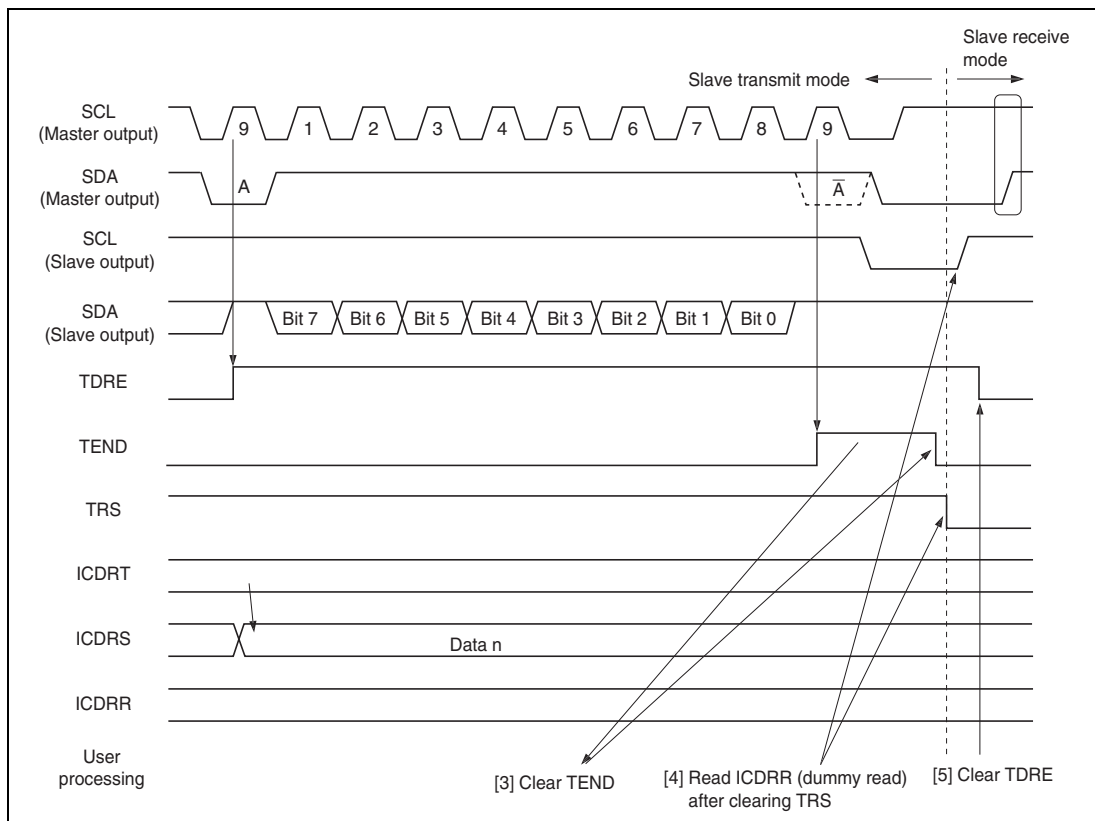 Slave receive
mode
Slave transmit mode
SCL
(Master output)
9 1 2 3 4 5 6 7 8 9
SDA
(Master output)
A A̅
SCL
(Slave output)
SDA
(Slave output)
Bit 7 Bit 6 Bit 5 Bit 4 Bit 3 Bit 2 Bit 1 Bit 0
TDRE
TEND
TRS
ICDRT
ICDRS
Data n
ICDRR
User
processing
[3] Clear TEND
[4] Read ICDRR (dummy read)
after clearing TRS
[5] Clear TDRE